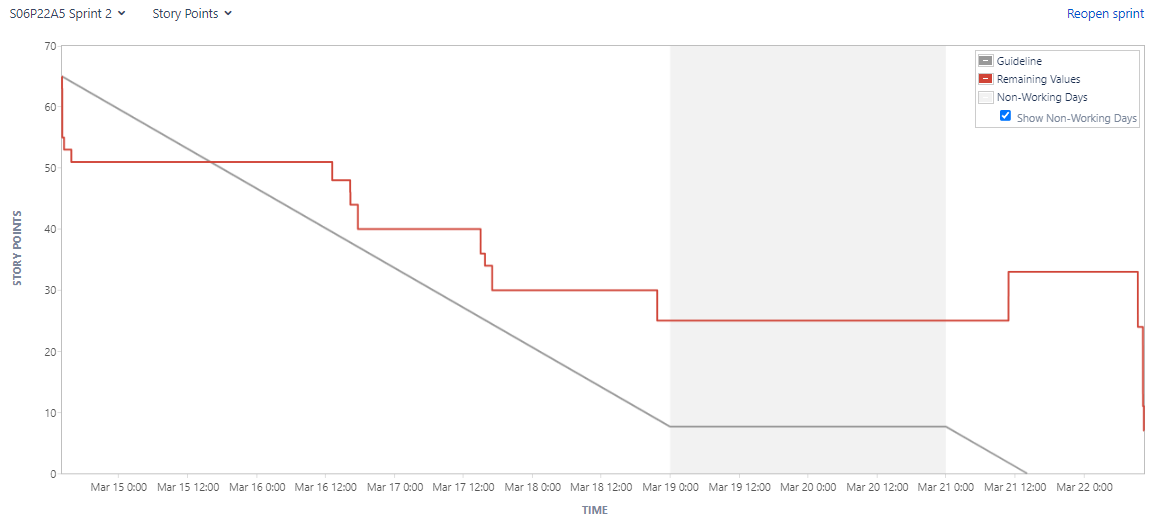 S06P22A5 Sprint 2 Story Points Reopen sprint
70
60
50
40
30
20
10
0
STORY POINTS
Guideline
Remaining Values
Non-Working Days
Show Non-Working Days
Mar 15 0:00 Mar 15 12:00 Mar 16 0:00 Mar 16 12:00 Mar 17 0:00 Mar 17 12:00 Mar 18 0:00 Mar 18 12:00 Mar 19 0:00 Mar 19 12:00 Mar 20 0:00 Mar 20 12:00 Mar 21 0:00 Mar 21 12:00 Mar 22 0:00
TIME